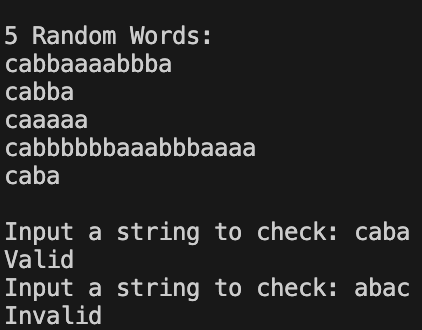 5 Random Words:
cabbaaaabbba
cabba
caaaaa
cabbbbbbaaabbbaaaa
caba
Input a string to check: caba
Valid
Input a string to check: abac
Invalid